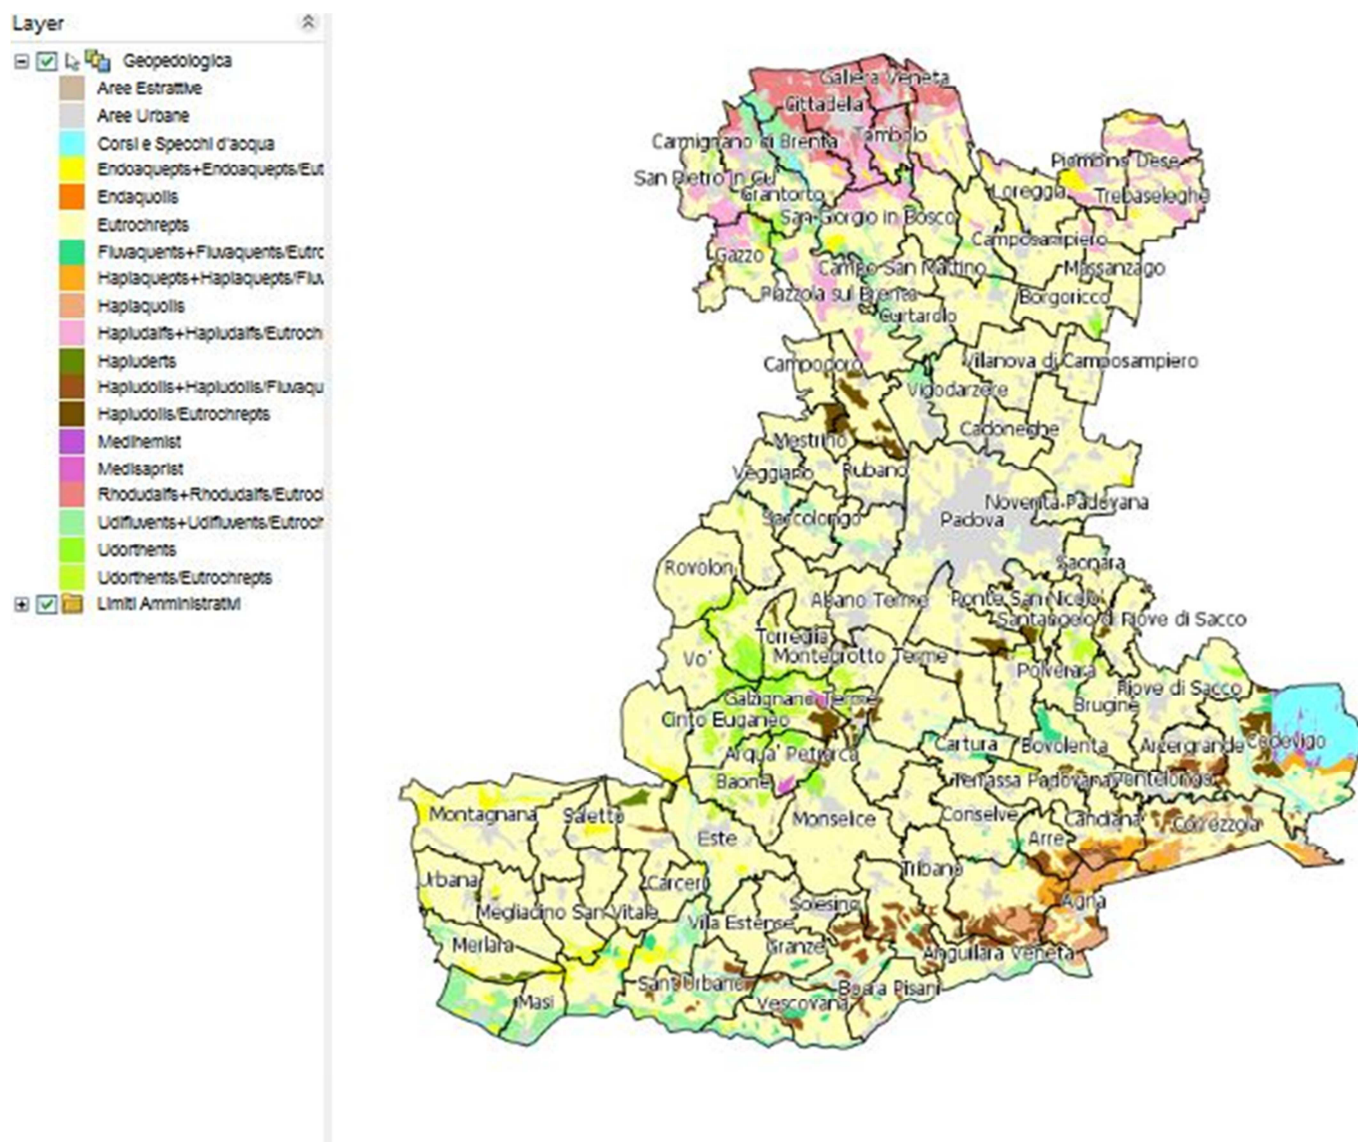 Layer
Geopedologica
Aree Estrattive
Aree Urbane
Corsi e Specchi d'acqua
Endoaquepts+Endoaquepts/Eut
Endaquolls
Eutrochrepts
Fluvaquents+Fluvaquents/Eutro
Haplaquepts+Haplaquepts/Fluv
Haplaquolls
Hapludalfs+Hapludalfs/Eutroch
Hapluderts
Hapludolls+Hapludolls/Fluvaqu
Hapludolls/Eutrochrepts
Medihemist
Medisaprist
Rhodudalfs+Rhodudalfs/Eutrocl
Udifluvents+Udifluvents/Eutroch
Udorthents
Udorthents/Eutrochrepts
Limiti Amministrativi
Galiera Veneta
Cittadella
Tombolo
Carmignano di Brenta
Piombino Dese
San Pietro in Gu'
Grantorto
Loreggia
Trebaseleghe
San Giorgio in Bosco
Camposampiero
Gazzo
Campo San Martino
Massanzago
Piazzola sul Brenta
Borgoricco
Curtarolo
Campodoro
Villanova di Camposampiero
Vigodarzere
Cadoneghe
Mestrino
Veggiano
Rubano
Noventa Padovana
Saccolongo
Padova
Saonara
Rovolon
Abano Terme
Ponte San Nicolo'
Santangelo di Piove di Sacco
Torreglia
Vo'
Montegrotto Terme
Polverara
Galzignano Terme
Piove di Sacco
Brugine
Cinto Euganeo
Cartura
Bovolenta
Arzergrande
Codevigo
Arqua' Petrarca
Baone
Terrassa Padovana
Pontelongo
Montagnana
Saletto
Monselice
Conselve
Candiana
Correzzola
Este
Arre
Tribano
Urbana
Carceri
Agna
Megliadino San Vitale
Solesino
Villa Estense
Merlara
Granze
Anguillara Veneta
Sant'Urbano
Boara Pisani
Masi
Vescovana